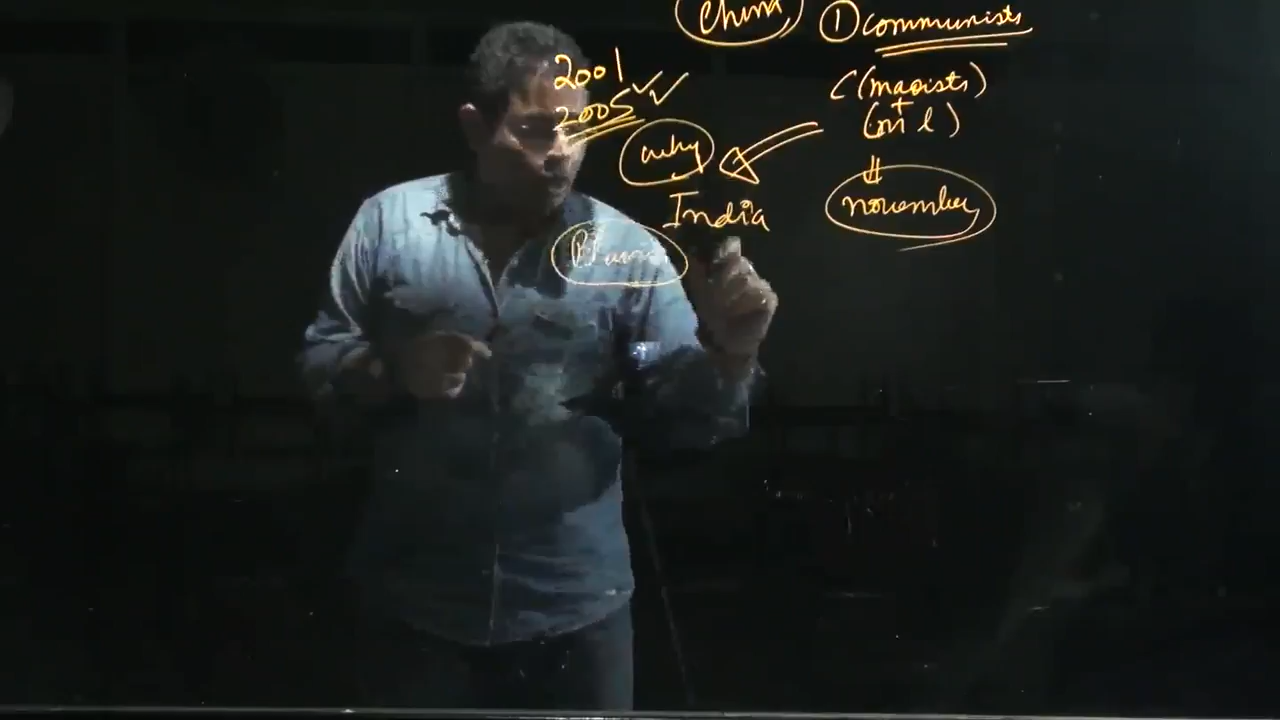 China ① communists
2001
2005
((maoists)
+
(m l)
why
India
november